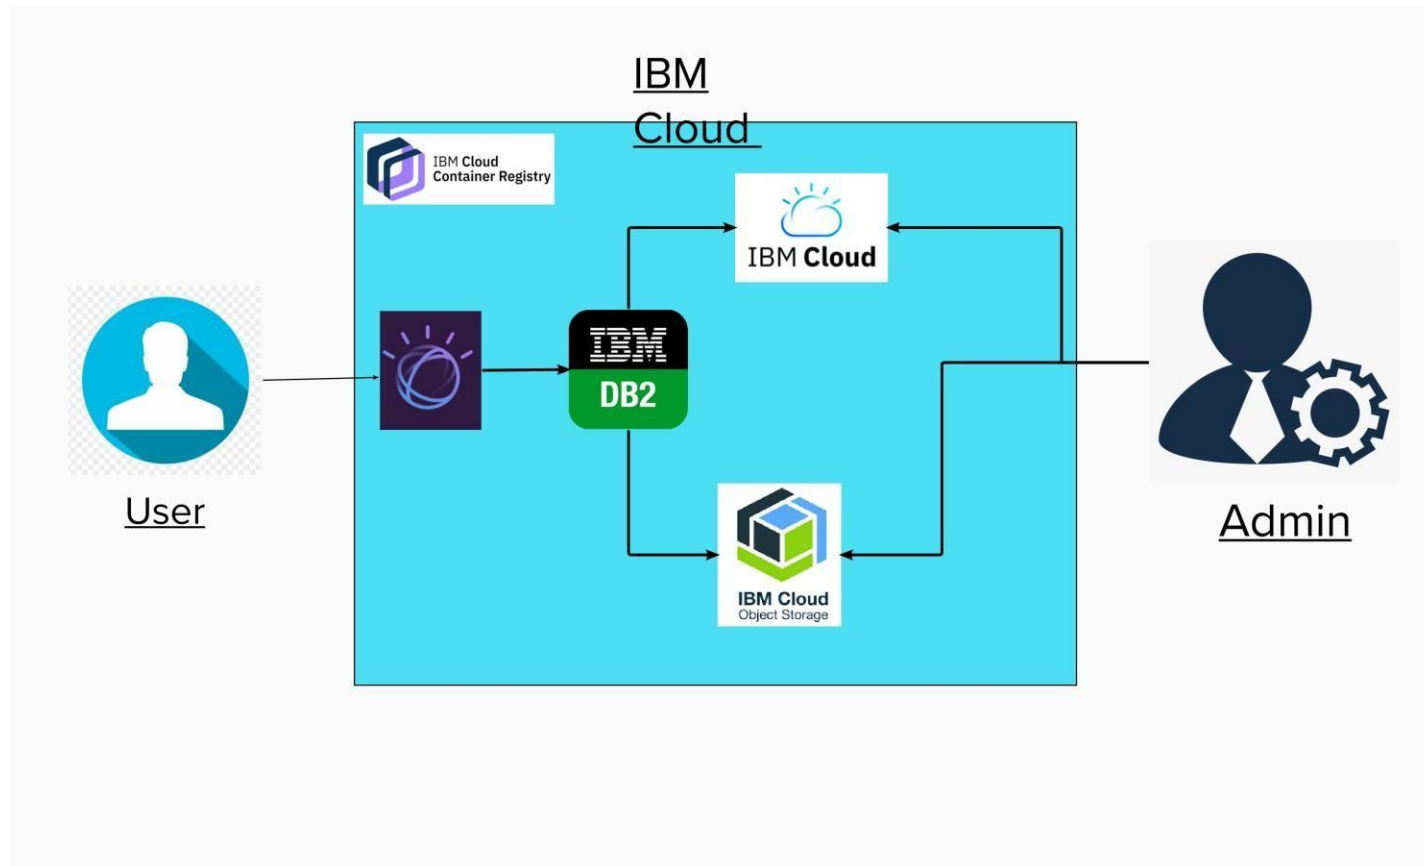 IBM
Cloud
IBM Cloud
Container Registry
IBM Cloud
IBM
DB2
User
IBM Cloud
Object Storage
Admin